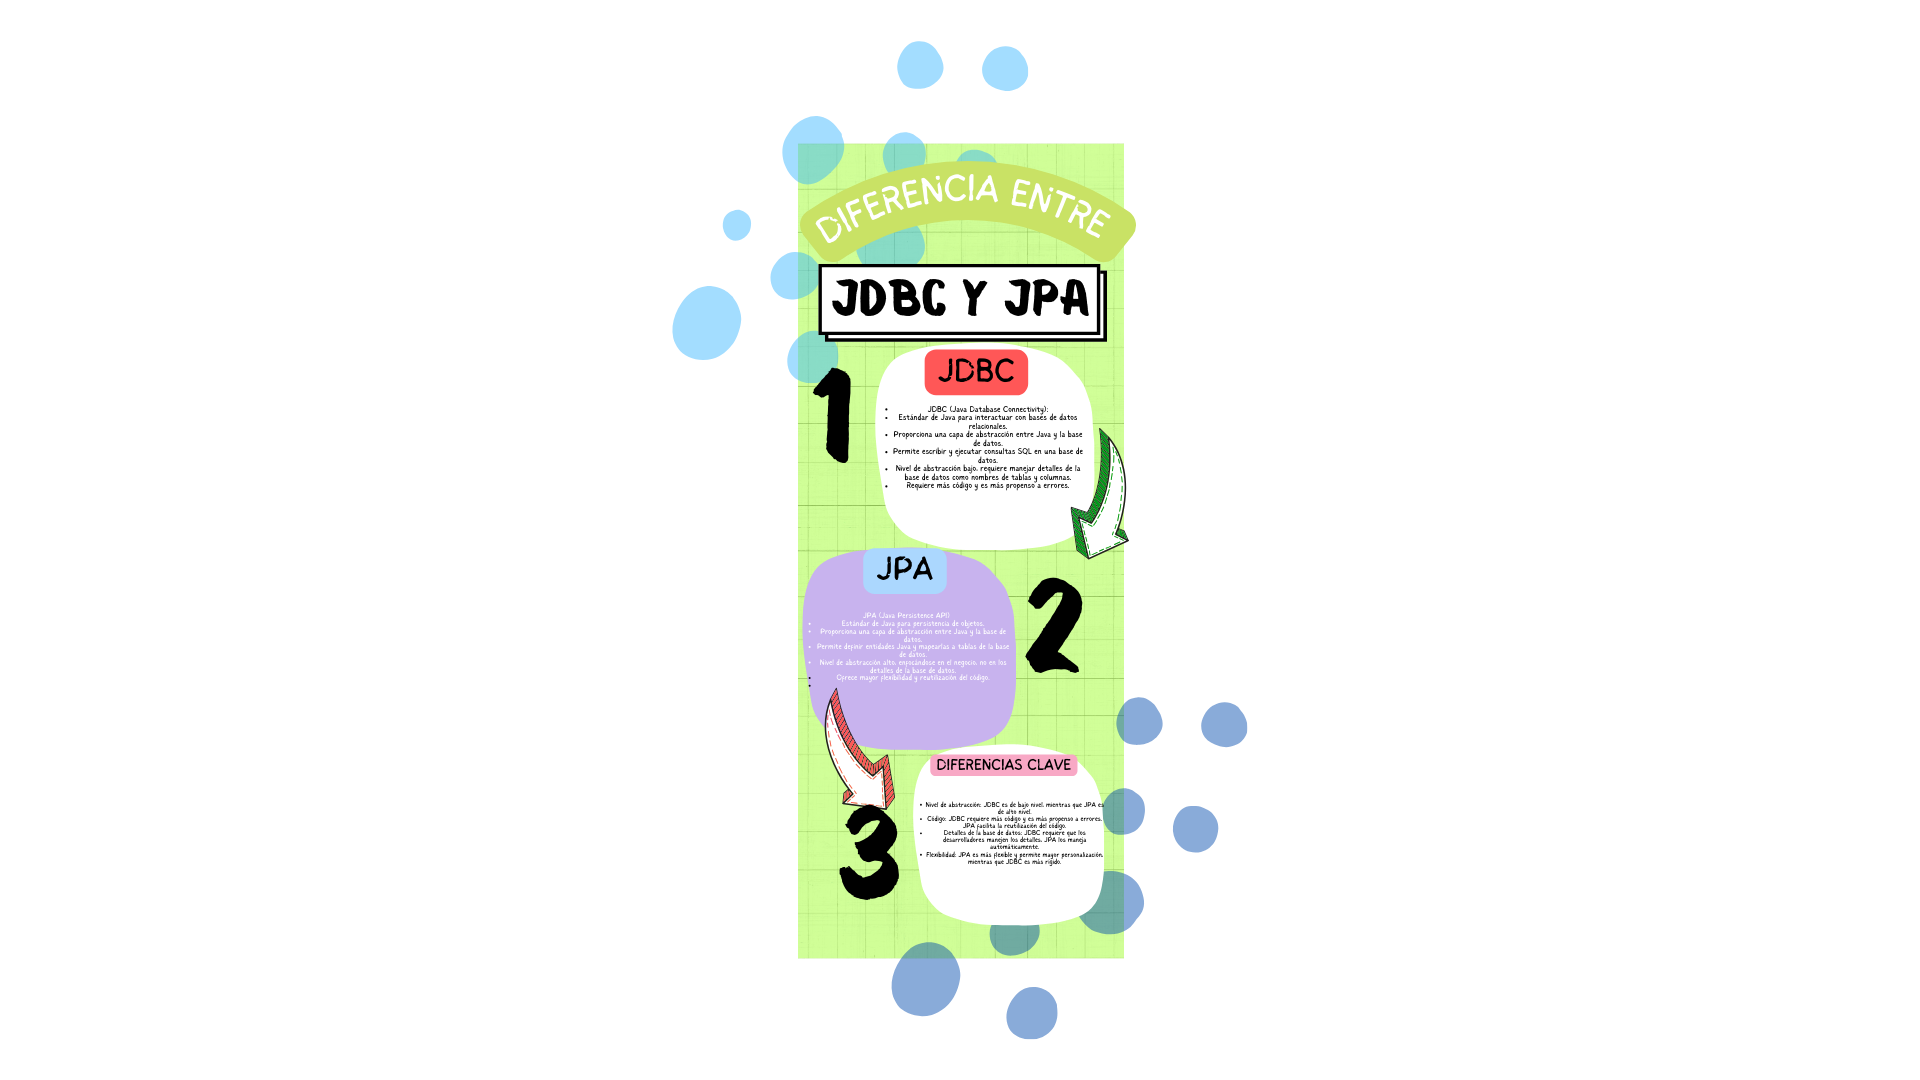 DIFERENCIA ENTRE
JDBC Y JPA
1
JDBC
• JDBC (Java Database Connectivity):
• Estándar de Java para interactuar con bases de datos
relacionales.
• Proporciona una capa de abstracción entre Java y la base
de datos.
• Permite escribir y ejecutar consultas SQL en una base de
datos.
• Nivel de abstracción bajo, requiere manejar detalles de la
base de datos como nombres de tablas y columnas.
• Requiere más código y es más propenso a errores.
JPA
JPA (Java Persistence API)
• Estándar de Java para persistencia de objetos.
• Proporciona una capa de abstracción entre Java y la base de
datos.
• Permite definir entidades Java y mapearlas a tablas de la base
de datos.
• Nivel de abstracción alto, enfocándose en el negocio, no en los
detalles de la base de datos.
• Ofrece mayor flexibilidad y reutilización del código.
•
2
DIFERENCIAS CLAVE
• Nivel de abstracción: JDBC es de bajo nivel, mientras que JPA es
de alto nivel.
• Código: JDBC requiere más código y es más propenso a errores,
JPA facilita la reutilización del código.
• Detalles de la base de datos: JDBC requiere que los
desarrolladores manejen los detalles, JPA los maneja
automáticamente.
• Flexibilidad: JPA es más flexible y permite mayor personalización,
mientras que JDBC es más rígido.
3